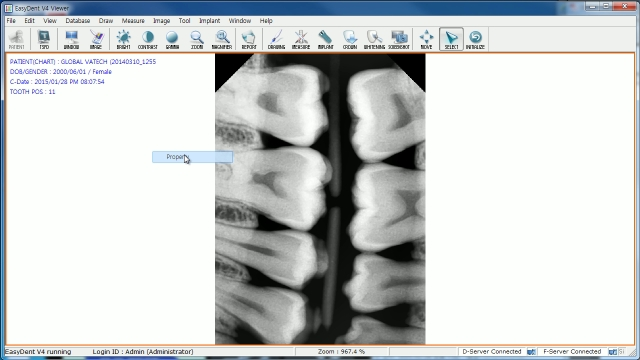 EasyDent V4 Viewer
File Edit View Database Draw Measure Image Tool Implant Window Help
PATIENT TSPD WINDOW IMAGE BRIGHT CONTRAST GAMMA ZOOM MAGNIFIER REPORT DRAWING MEASURE IMPLANT CROWN WHITENING SCREENSHOT MOVE SELECT INITIALIZE
PATIENT(CHART) : GLOBAL VATECH (20140310_1255
DOB/GENDER : 2000/06/01 / Female
C-Date : 2015/01/28 PM 08:07:54
TOOTH POS : 11
Property
EasyDent V4 running Login ID : Admin (Administrator) Zoom : 967.4 % D-Server Connected F-Server Connected